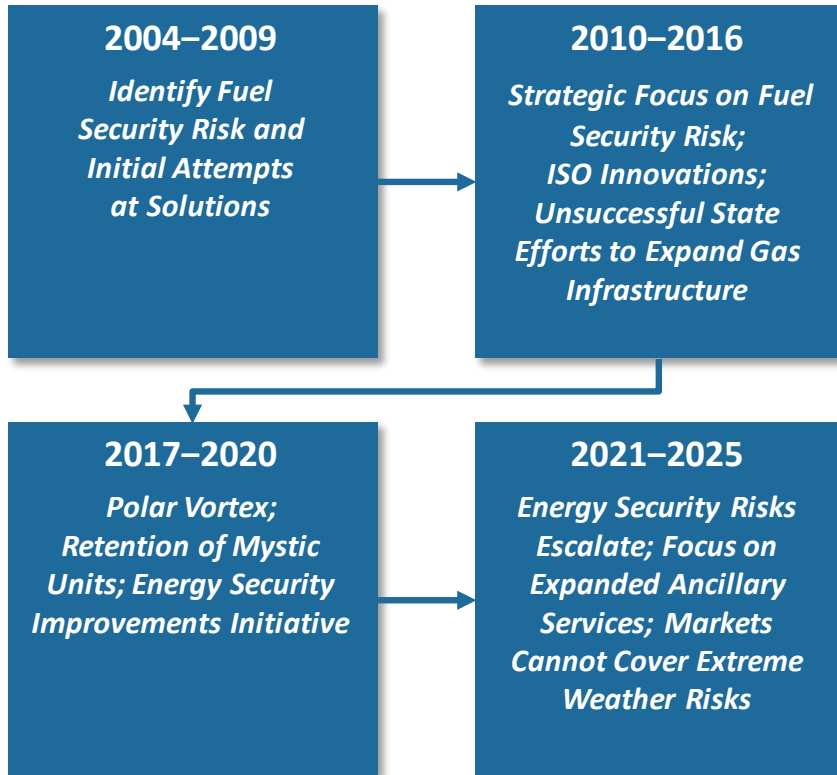 2004–2009
Identify Fuel
Security Risk and
Initial Attempts
at Solutions
2010–2016
Strategic Focus on Fuel
Security Risk;
ISO Innovations;
Unsuccessful State
Efforts to Expand Gas
Infrastructure
2017–2020
Polar Vortex;
Retention of Mystic
Units; Energy Security
Improvements Initiative
2021–2025
Energy Security Risks
Escalate; Focus on
Expanded Ancillary
Services; Markets
Cannot Cover Extreme
Weather Risks